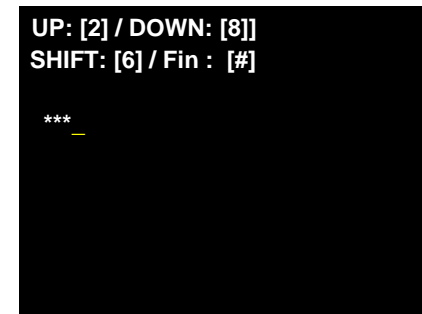 UP: [2] / DOWN: [8]]
SHIFT: [6] / Fin : [#]
***_